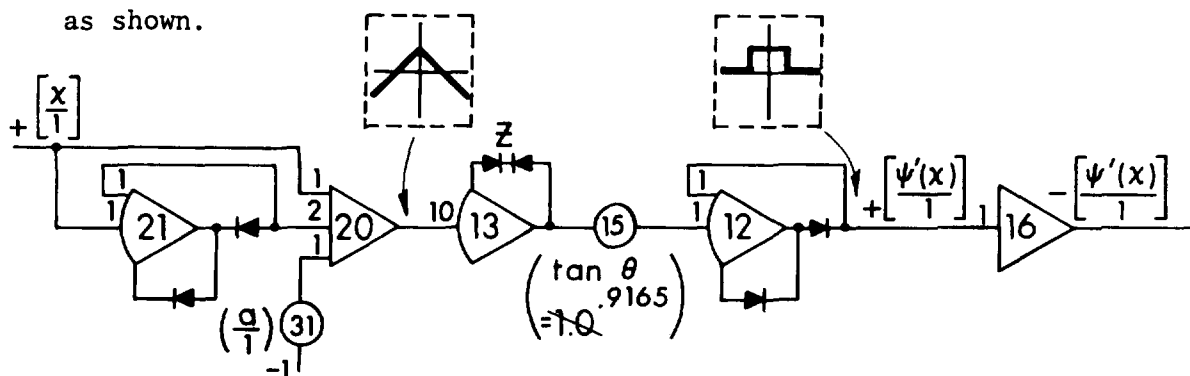 as shown.
+ [x/1]
1
1
21
1
2
1
20
(a/1)
31
-1
10
13
Z
15
(tan θ
=1.0 .9165)
1
1
12
+[ψ'(x)/1]
1
16
-[ψ'(x)/1]